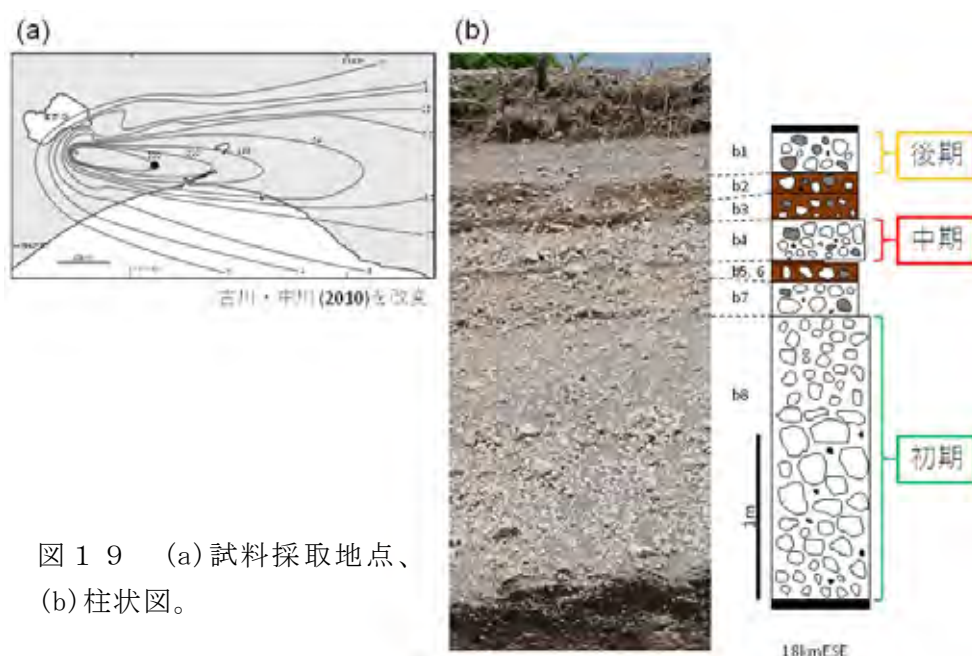 (a)
古川・中川(2010)を改変
(b)
b1
b2
b3
b4
b5, 6
b7
b8
1m
18kmESE
後期
中期
初期
図19 (a)試料採取地点、
(b)柱状図。